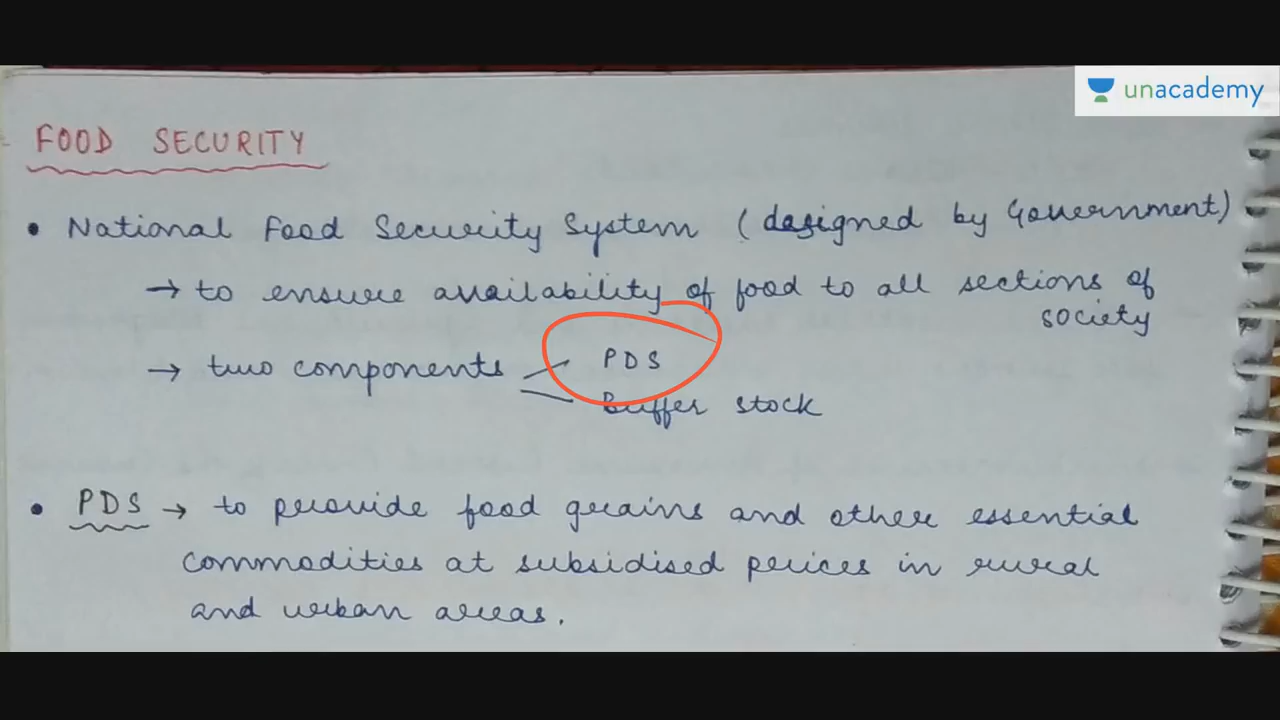 unacademy
FOOD SECURITY
• National Food Security System (designed by Government)
→ to ensure availability of food to all sections of
society
→ two components
PDS
Buffer stock
• PDS → to provide food grains and other essential
commodities at subsidised prices in rural
and urban areas.